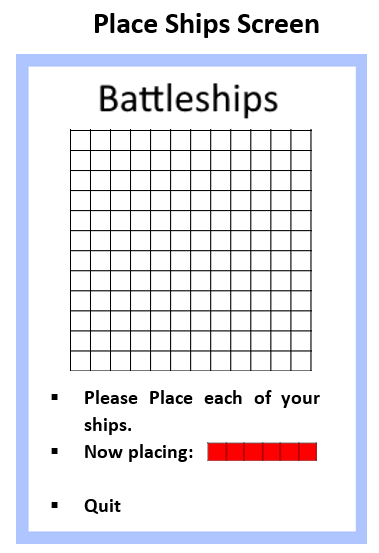 Place Ships Screen
Battleships
▪ Please Place each of your
ships.
▪ Now placing:
▪ Quit